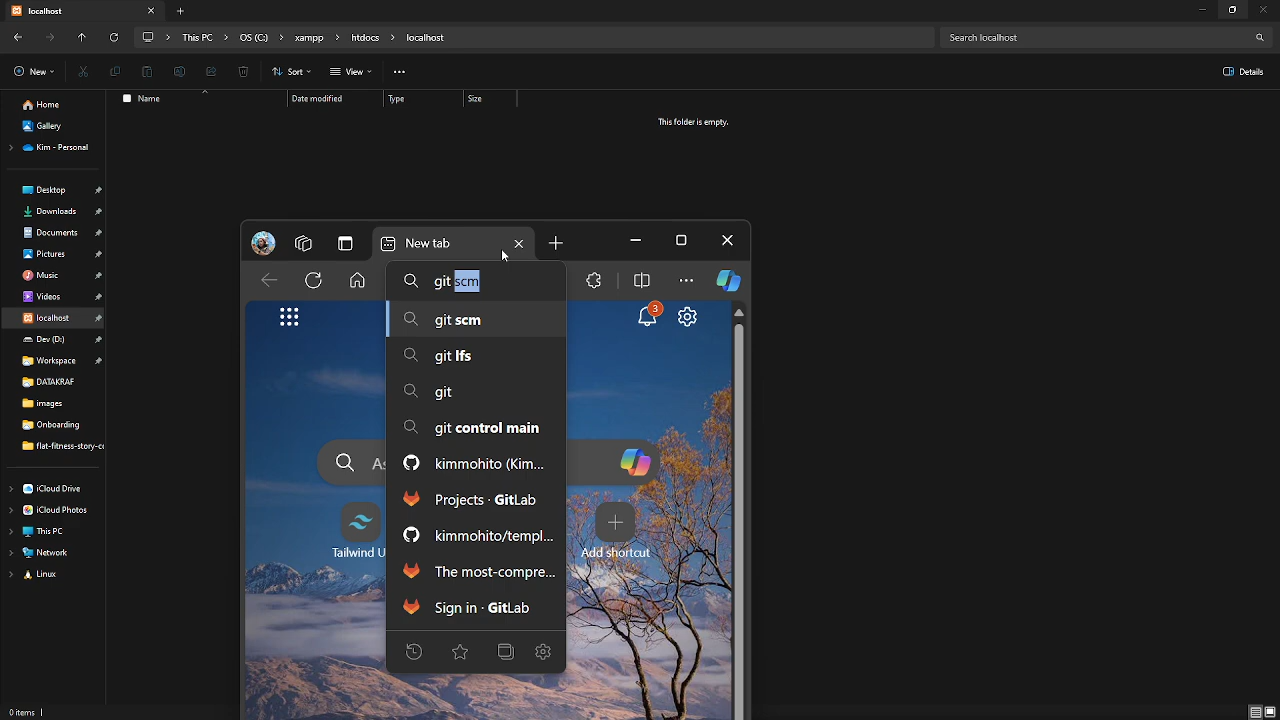 localhost
This PC > OS (C:) > xampp > htdocs > localhost
Search localhost
New
Sort
View
Details
Name
Date modified
Type
Size
This folder is empty.
Home
Gallery
Kim - Personal
Desktop
Downloads
Documents
Pictures
Music
Videos
localhost
Dev (D:)
Workspace
DATAKRAF
images
Onboarding
flat-fitness-story-co
iCloud Drive
iCloud Photos
This PC
Network
Linux
0 items
New tab
git scm
git scm
3
git lfs
git
git control main
kimmohito (Kim...
As
Projects · GitLab
kimmohito/templ...
Tailwind U
Add shortcut
The most-compre...
Sign in · GitLab